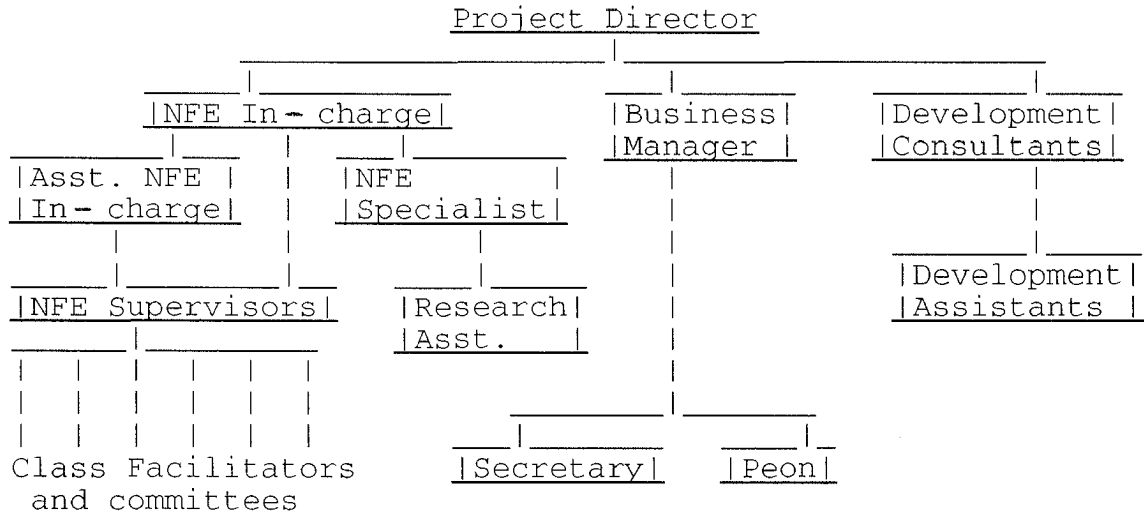 Project Director
NFE In-charge
Business
Manager
Development
Consultants
Asst. NFE
In-charge
NFE
Specialist
NFE Supervisors
Research
Asst.
Development
Assistants
Class Facilitators
and committees
Secretary
Peon